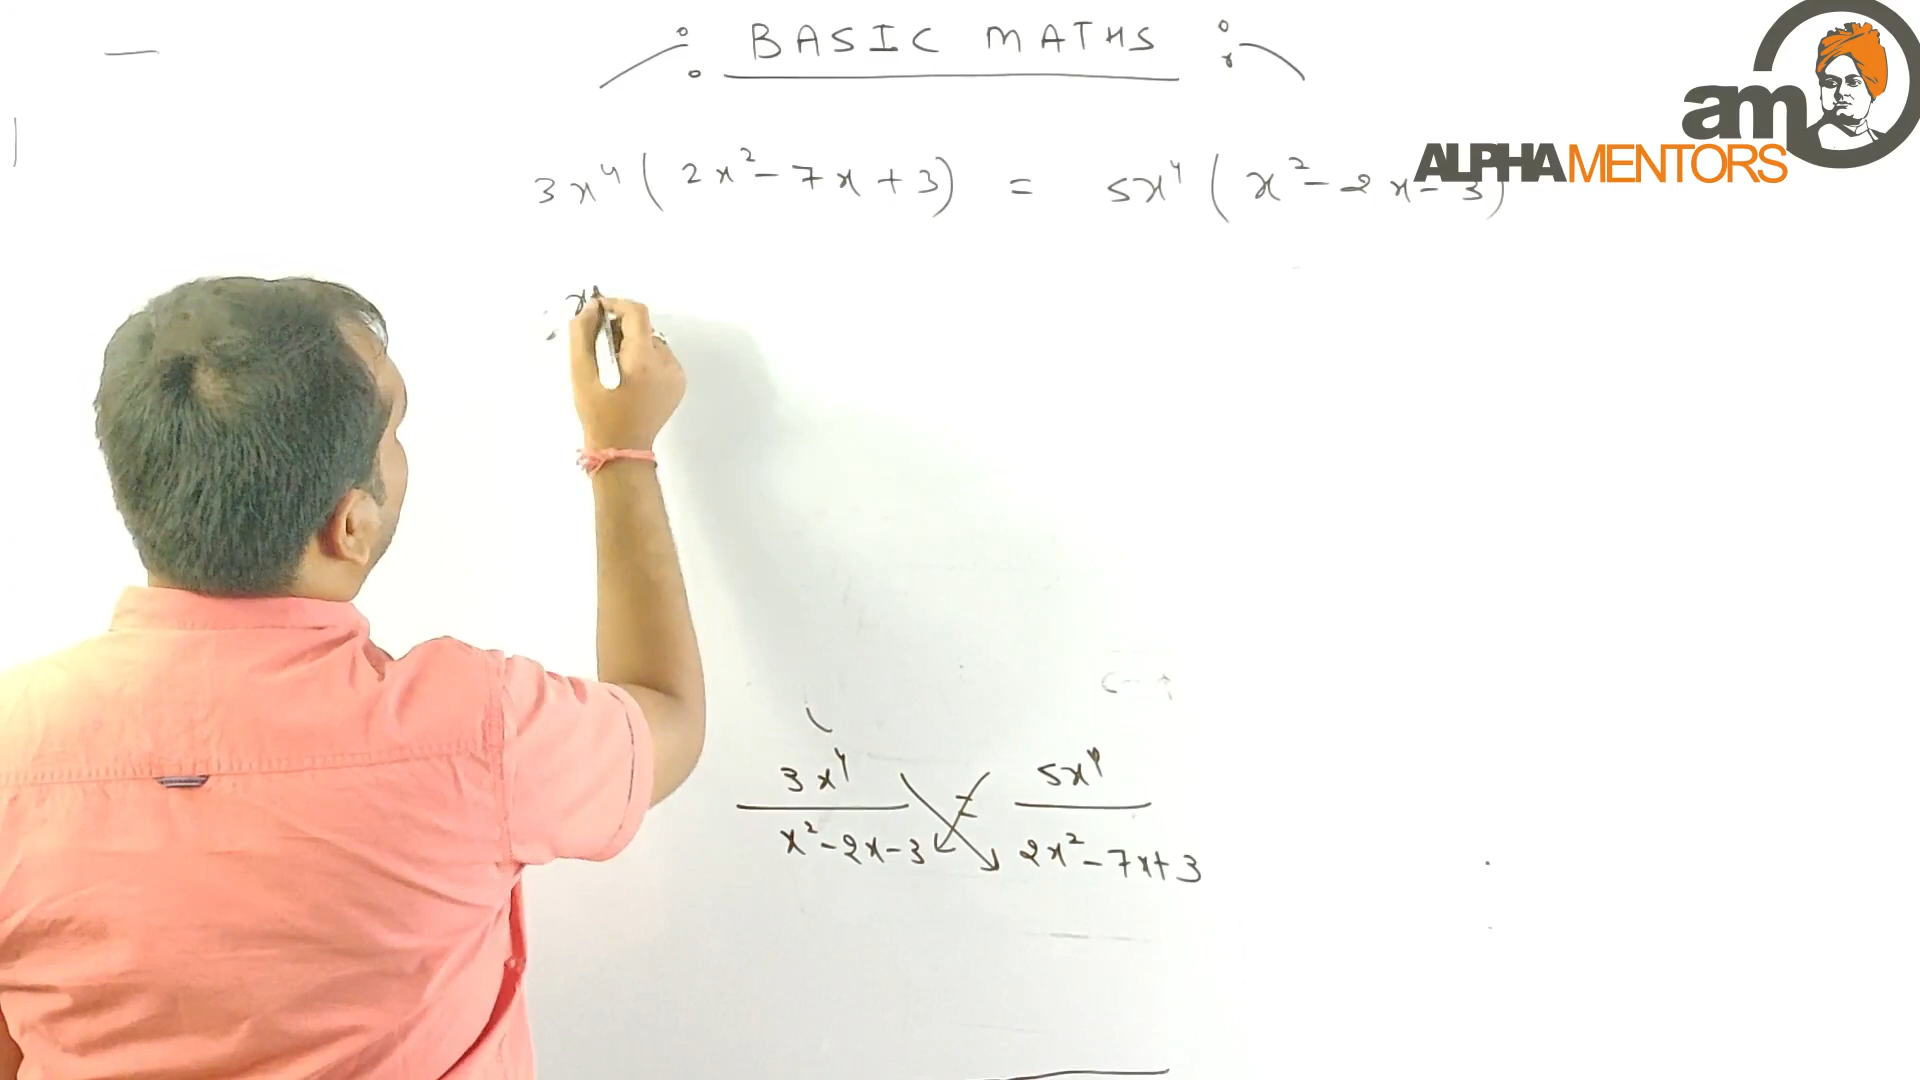 BASIC MATHS
am
ALPHAMENTORS
3x⁴ ( 2x² - 7x + 3 ) = 5x⁴ ( x² - 2x - 3 )
3x⁴ / x² - 2x - 3 = 5x⁴ / 2x² - 7x + 3